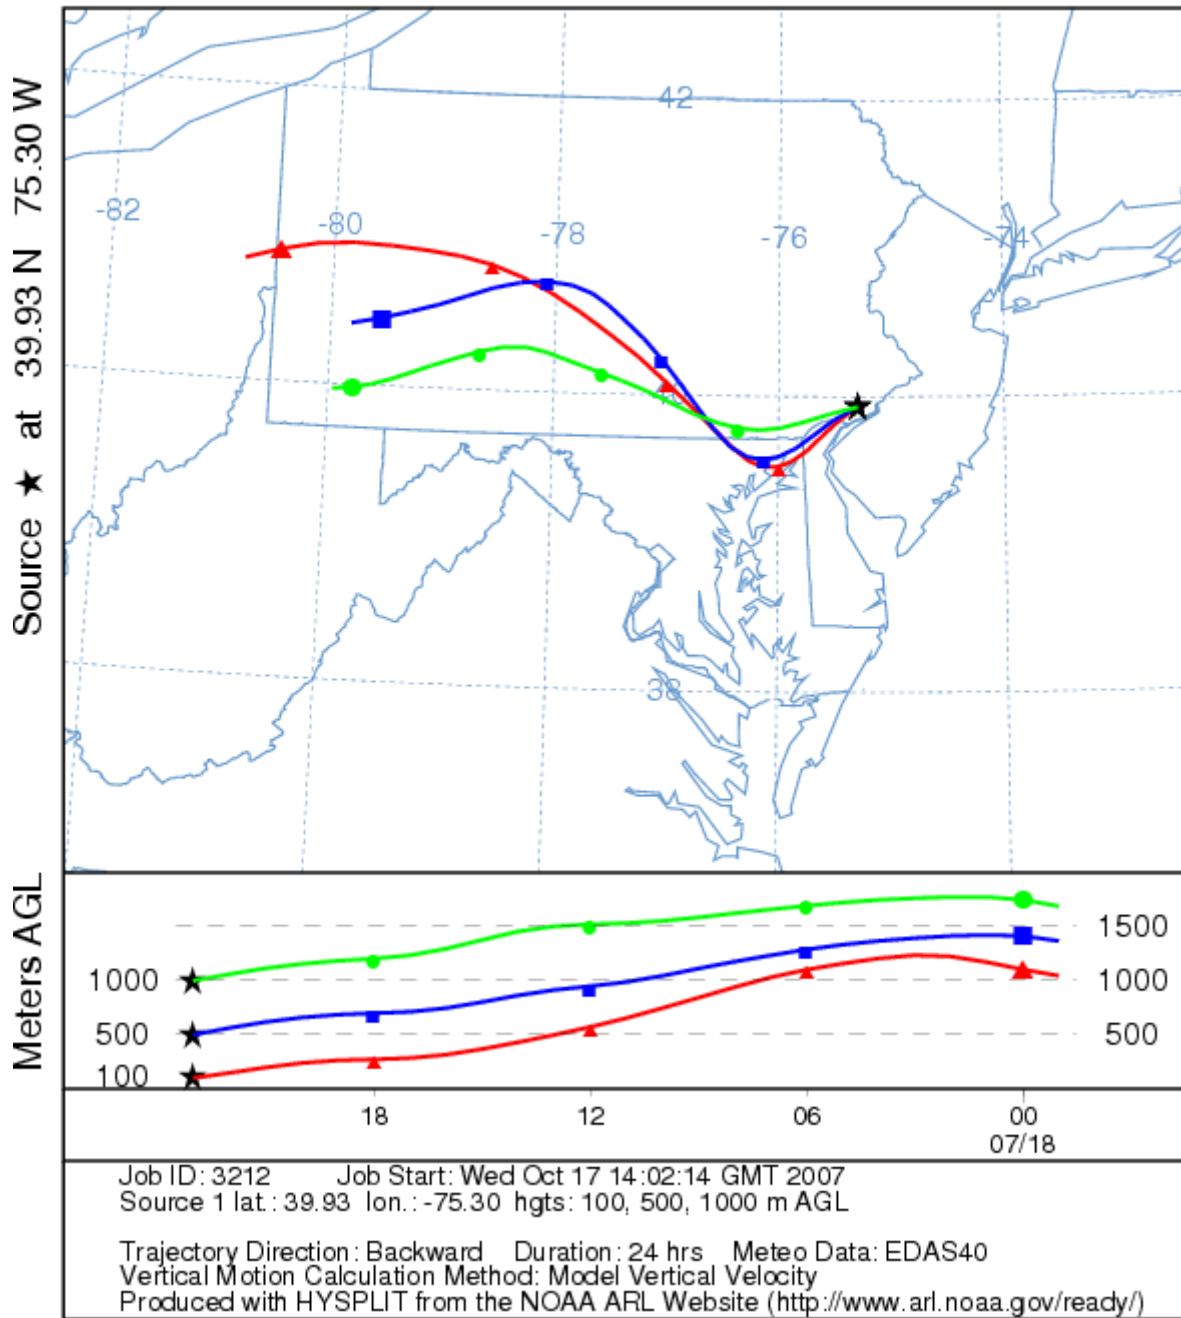 Source ★ at 39.93 N 75.30 W
42
-82
-80
-78
-76
-74
38
Meters AGL
1500
1000
1000
500
500
100
18 12 06 00
07/18
Job ID: 3212 Job Start: Wed Oct 17 14:02:14 GMT 2007
Source 1 lat.: 39.93 lon.: -75.30 hgts: 100, 500, 1000 m AGL
Trajectory Direction: Backward Duration: 24 hrs Meteo Data: EDAS40
Vertical Motion Calculation Method: Model Vertical Velocity
Produced with HYSPLIT from the NOAA ARL Website (http://www.arl.noaa.gov/ready/)